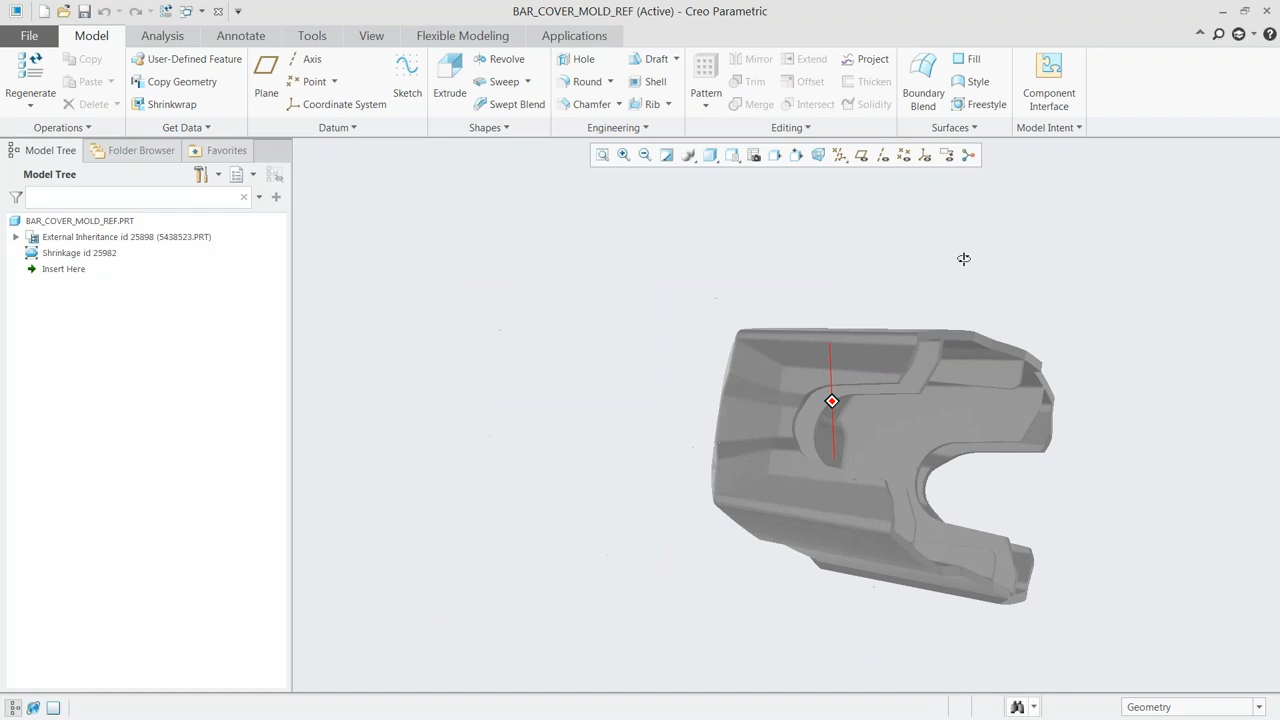 BAR_COVER_MOLD_REF (Active) - Creo Parametric
File Model Analysis Annotate Tools View Flexible Modeling Applications
Regenerate
Copy
Paste
Delete
Operations
User-Defined Feature
Copy Geometry
Shrinkwrap
Get Data
Plane
Axis
Point
Coordinate System
Sketch
Datum
Extrude
Revolve
Sweep
Swept Blend
Shapes
Hole
Round
Chamfer
Draft
Shell
Rib
Engineering
Pattern
Mirror
Trim
Merge
Extend
Offset
Intersect
Project
Thicken
Solidify
Editing
Boundary
Blend
Fill
Style
Freestyle
Surfaces
Component
Interface
Model Intent
Model Tree Folder Browser Favorites
Model Tree
BAR_COVER_MOLD_REF.PRT
External Inheritance id 25898 (5438523.PRT)
Shrinkage id 25982
Insert Here
Geometry